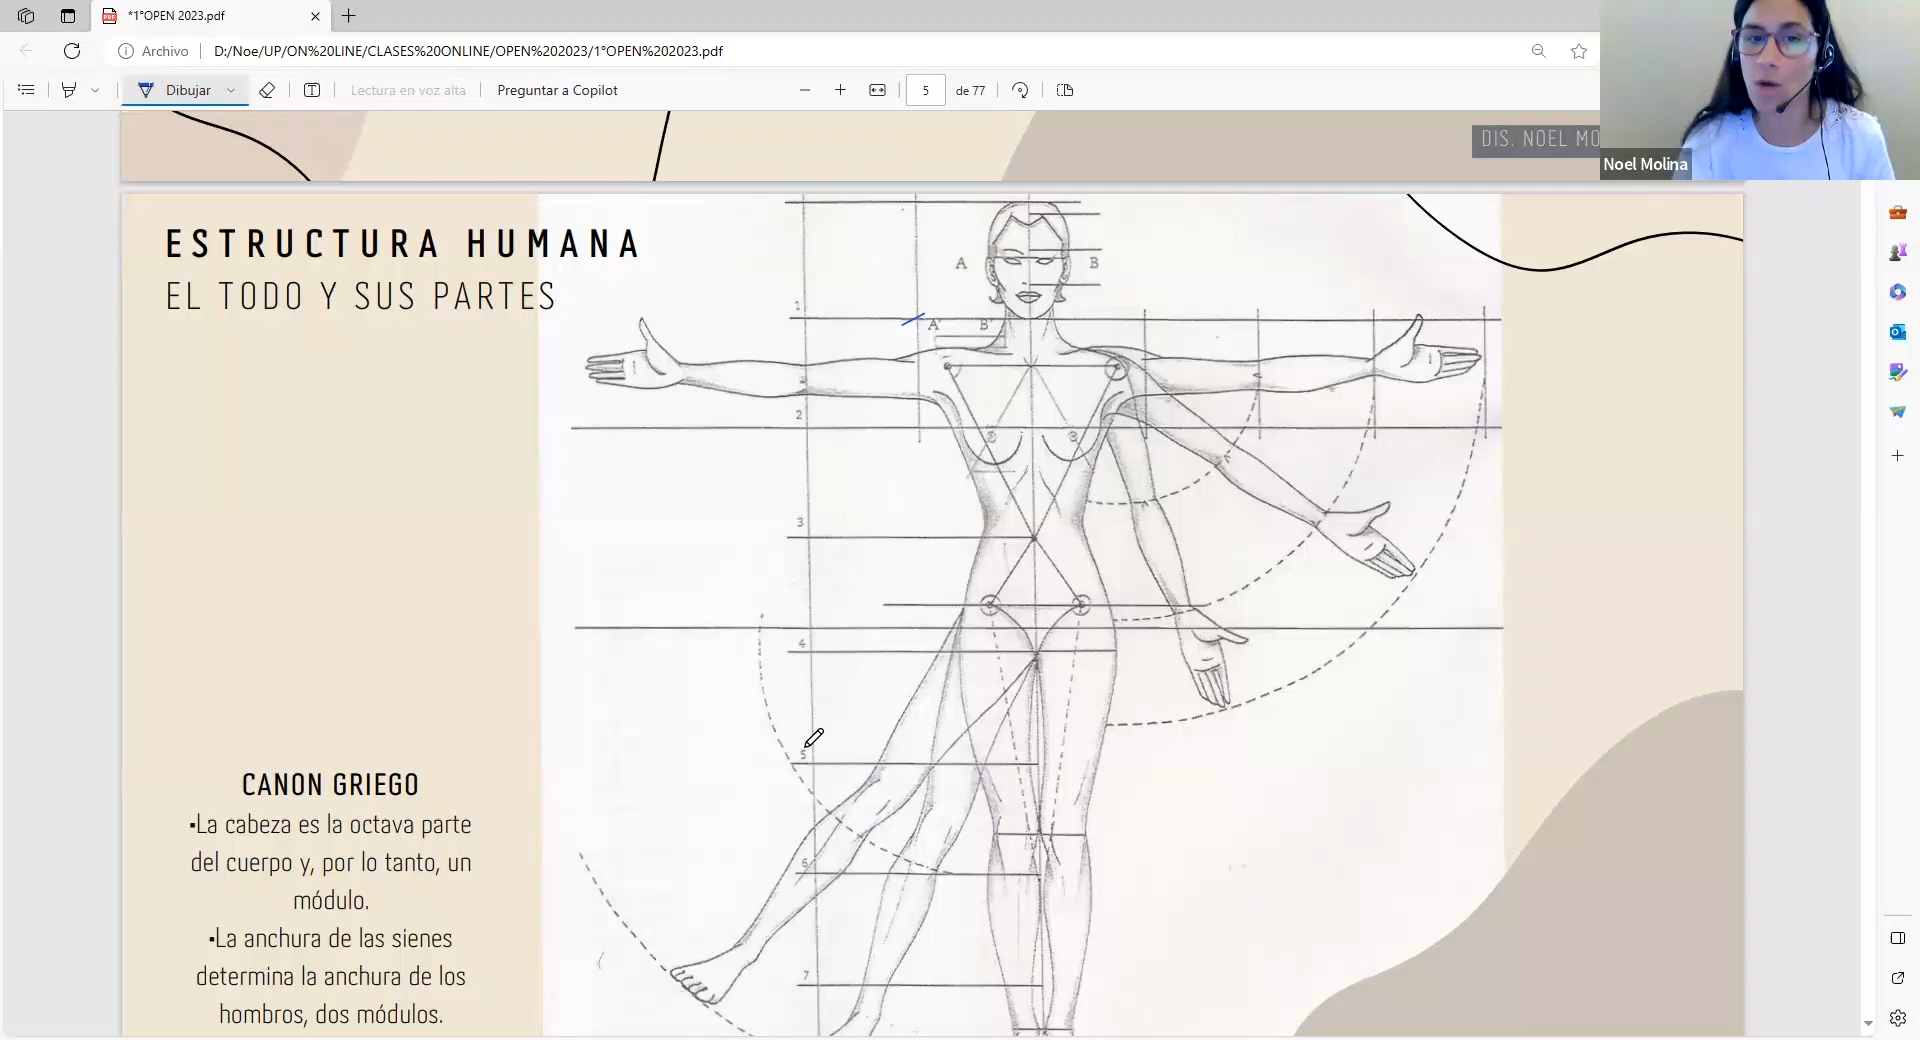 *1°OPEN 2023.pdf
Archivo
D:/Noe/UP/ON%20LINE/CLASES%20ONLINE/OPEN%202023/1°OPEN%202023.pdf
Dibujar
Lectura en voz alta
Preguntar a Copilot
5
de 77
DIS. NOEL MO
Noel Molina
ESTRUCTURA HUMANA
EL TODO Y SUS PARTES
A
B
1
A'
B'
2
3
4
5
6
7
CANON GRIEGO
▪La cabeza es la octava parte
del cuerpo y, por lo tanto, un
módulo.
▪La anchura de las sienes
determina la anchura de los
hombros, dos módulos.